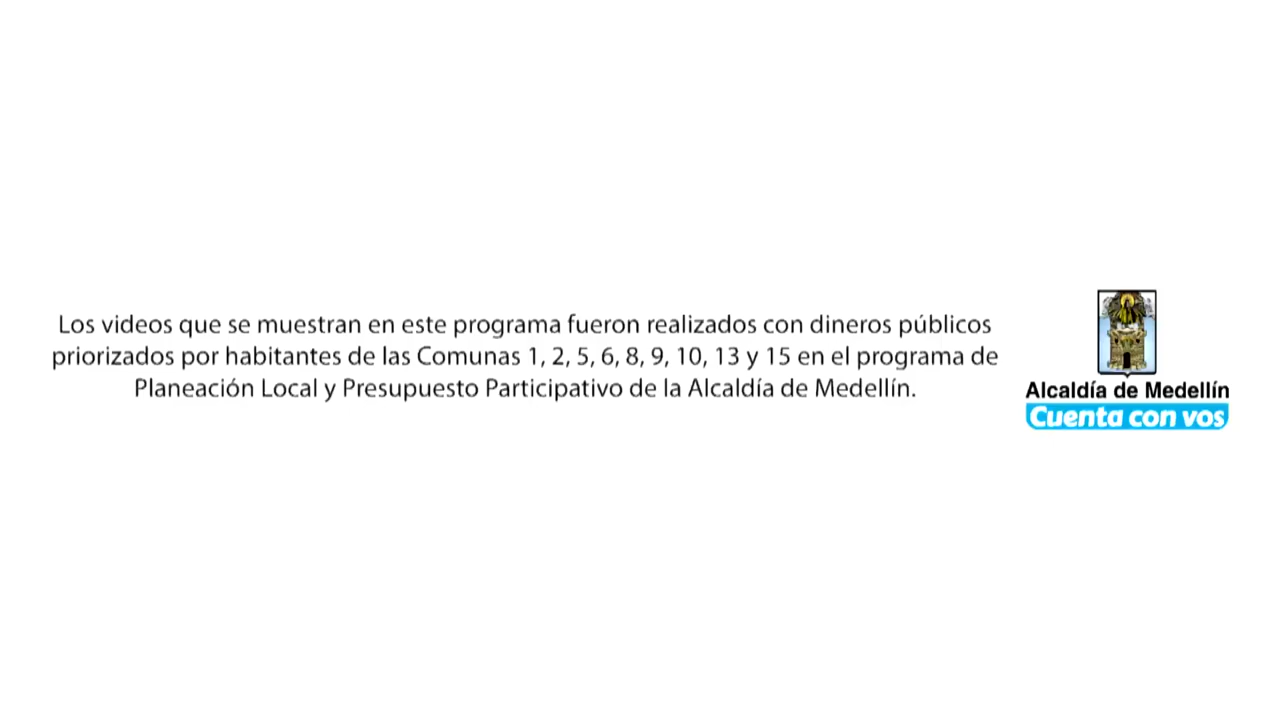 Los videos que se muestran en este programa fueron realizados con dineros públicos
priorizados por habitantes de las Comunas 1, 2, 5, 6, 8, 9, 10, 13 y 15 en el programa de
Planeación Local y Presupuesto Participativo de la Alcaldía de Medellín.
Alcaldía de Medellín
Cuenta con vos